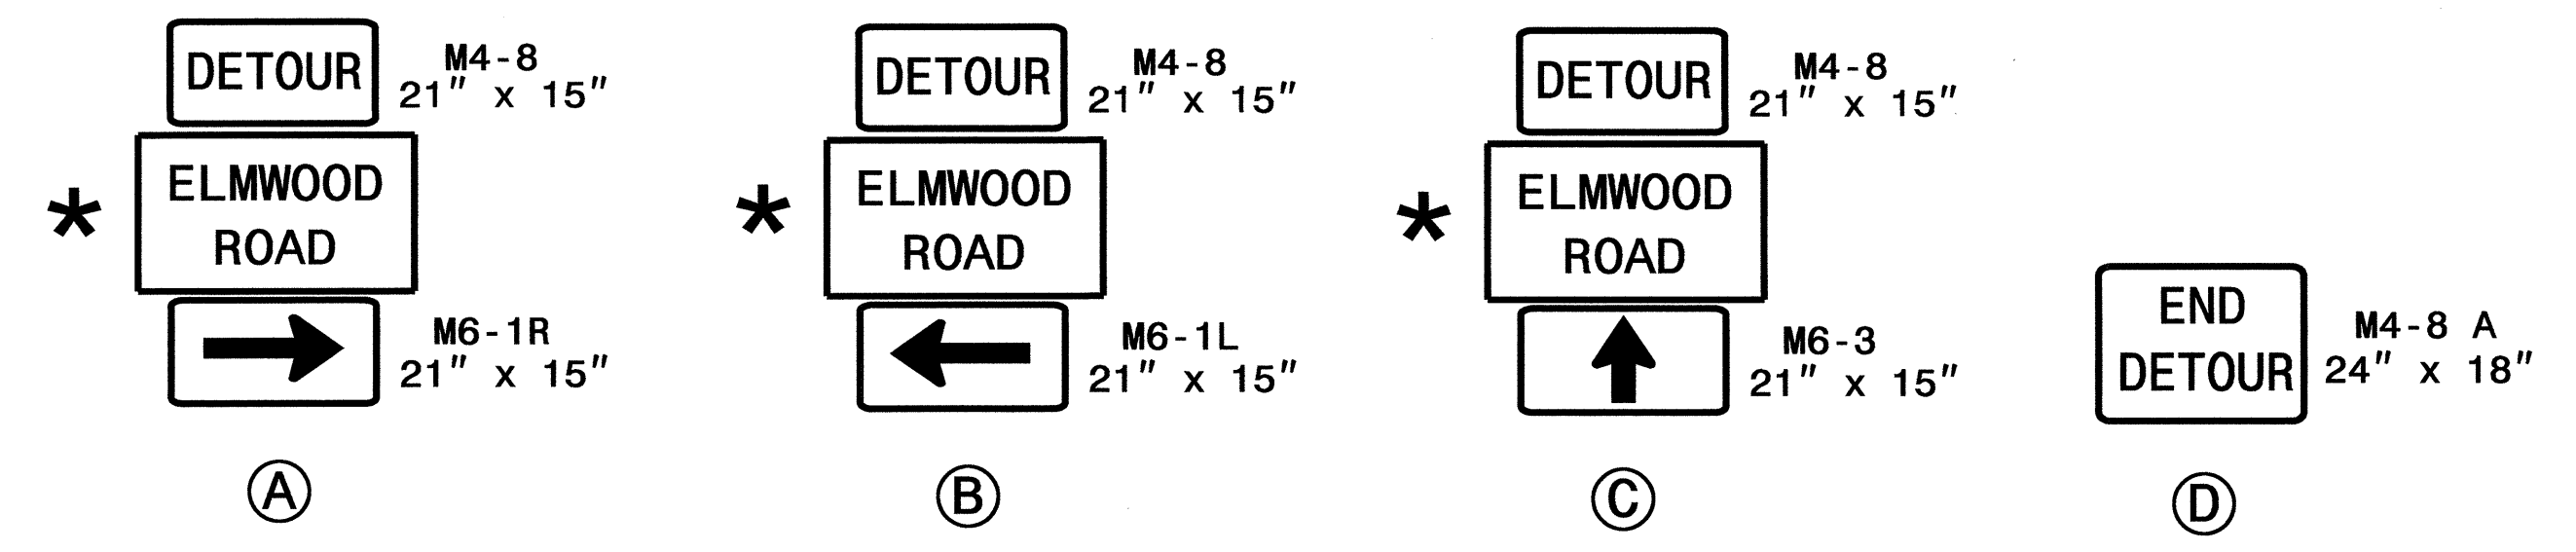 DETOUR
M4-8
21" x 15"
*
ELMWOOD
ROAD
M6-1R
21" x 15"
A
DETOUR
M4-8
21" x 15"
*
ELMWOOD
ROAD
M6-1L
21" x 15"
B
DETOUR
M4-8
21" x 15"
*
ELMWOOD
ROAD
M6-3
21" x 15"
C
END
DETOUR
M4-8 A
24" x 18"
D